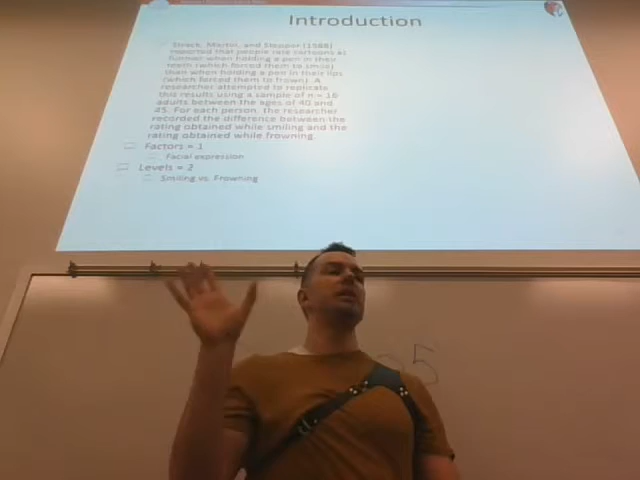 Introduction
Strack, Martin, and Stepper (1988)
reported that people rate cartoons as
funnier when holding a pen in their
teeth (which forced them to smile)
than when holding a pen in their lips
(which forced them to frown). A
researcher attempted to replicate
this results using a sample of n = 16
adults between the ages of 40 and
45. For each person, the researcher
recorded the difference between the
rating obtained while smiling and the
rating obtained while frowning.
Factors = 1
Facial expression
Levels = 2
Smiling vs. Frowning
5